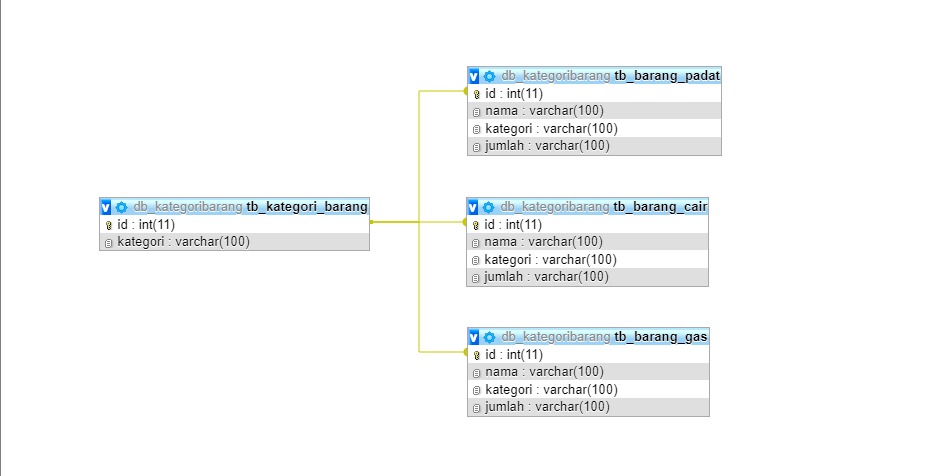 db_kategoribarang tb_barang_padat
id : int(11)
nama : varchar(100)
kategori : varchar(100)
jumlah : varchar(100)
db_kategoribarang tb_kategori_barang
id : int(11)
kategori : varchar(100)
db_kategoribarang tb_barang_cair
id : int(11)
nama : varchar(100)
kategori : varchar(100)
jumlah : varchar(100)
db_kategoribarang tb_barang_gas
id : int(11)
nama : varchar(100)
kategori : varchar(100)
jumlah : varchar(100)